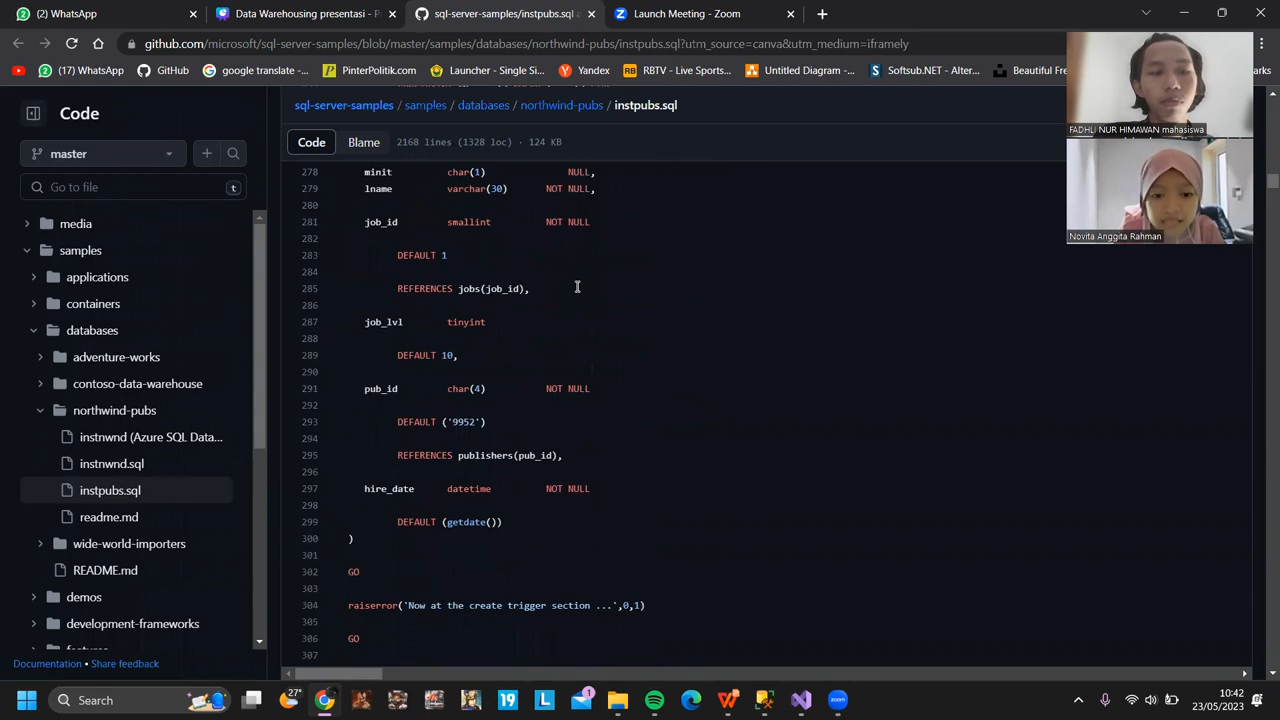 (2) WhatsApp
Data Warehousing presentasi - P
sql-server-samples/instpubs.sql a
Launch Meeting - Zoom
github.com/microsoft/sql-server-samples/blob/master/samples/databases/northwind-pubs/instpubs.sql?utm_source=canva&utm_medium=iframely
(17) WhatsApp
GitHub
google translate -...
PinterPolitik.com
Launcher - Single Si...
Yandex
RBTV - Live Sports...
Untitled Diagram -...
Softsub.NET - Alter...
Beautiful Fre
ks
FADHLI NUR HIMAWAN mahasiswa
Novita Anggita Rahman
Code
sql-server-samples / samples / databases / northwind-pubs / instpubs.sql
master
Code
Blame
2168 lines (1328 loc) · 124 KB
Go to file
t
media
samples
applications
containers
databases
adventure-works
contoso-data-warehouse
northwind-pubs
instnwnd (Azure SQL Data...
instnwnd.sql
instpubs.sql
readme.md
wide-world-importers
README.md
demos
development-frameworks
features
Documentation • Share feedback
278 minit char(1) NULL,
279 lname varchar(30) NOT NULL,
280
281 job_id smallint NOT NULL
282
283 DEFAULT 1
284
285 REFERENCES jobs(job_id),
286
287 job_lvl tinyint
288
289 DEFAULT 10,
290
291 pub_id char(4) NOT NULL
292
293 DEFAULT ('9952')
294
295 REFERENCES publishers(pub_id),
296
297 hire_date datetime NOT NULL
298
299 DEFAULT (getdate())
300 )
301
302 GO
303
304 raiserror('Now at the create trigger section ...',0,1)
305
306 GO
307
Search
27°
19
L
1
10:42
23/05/2023